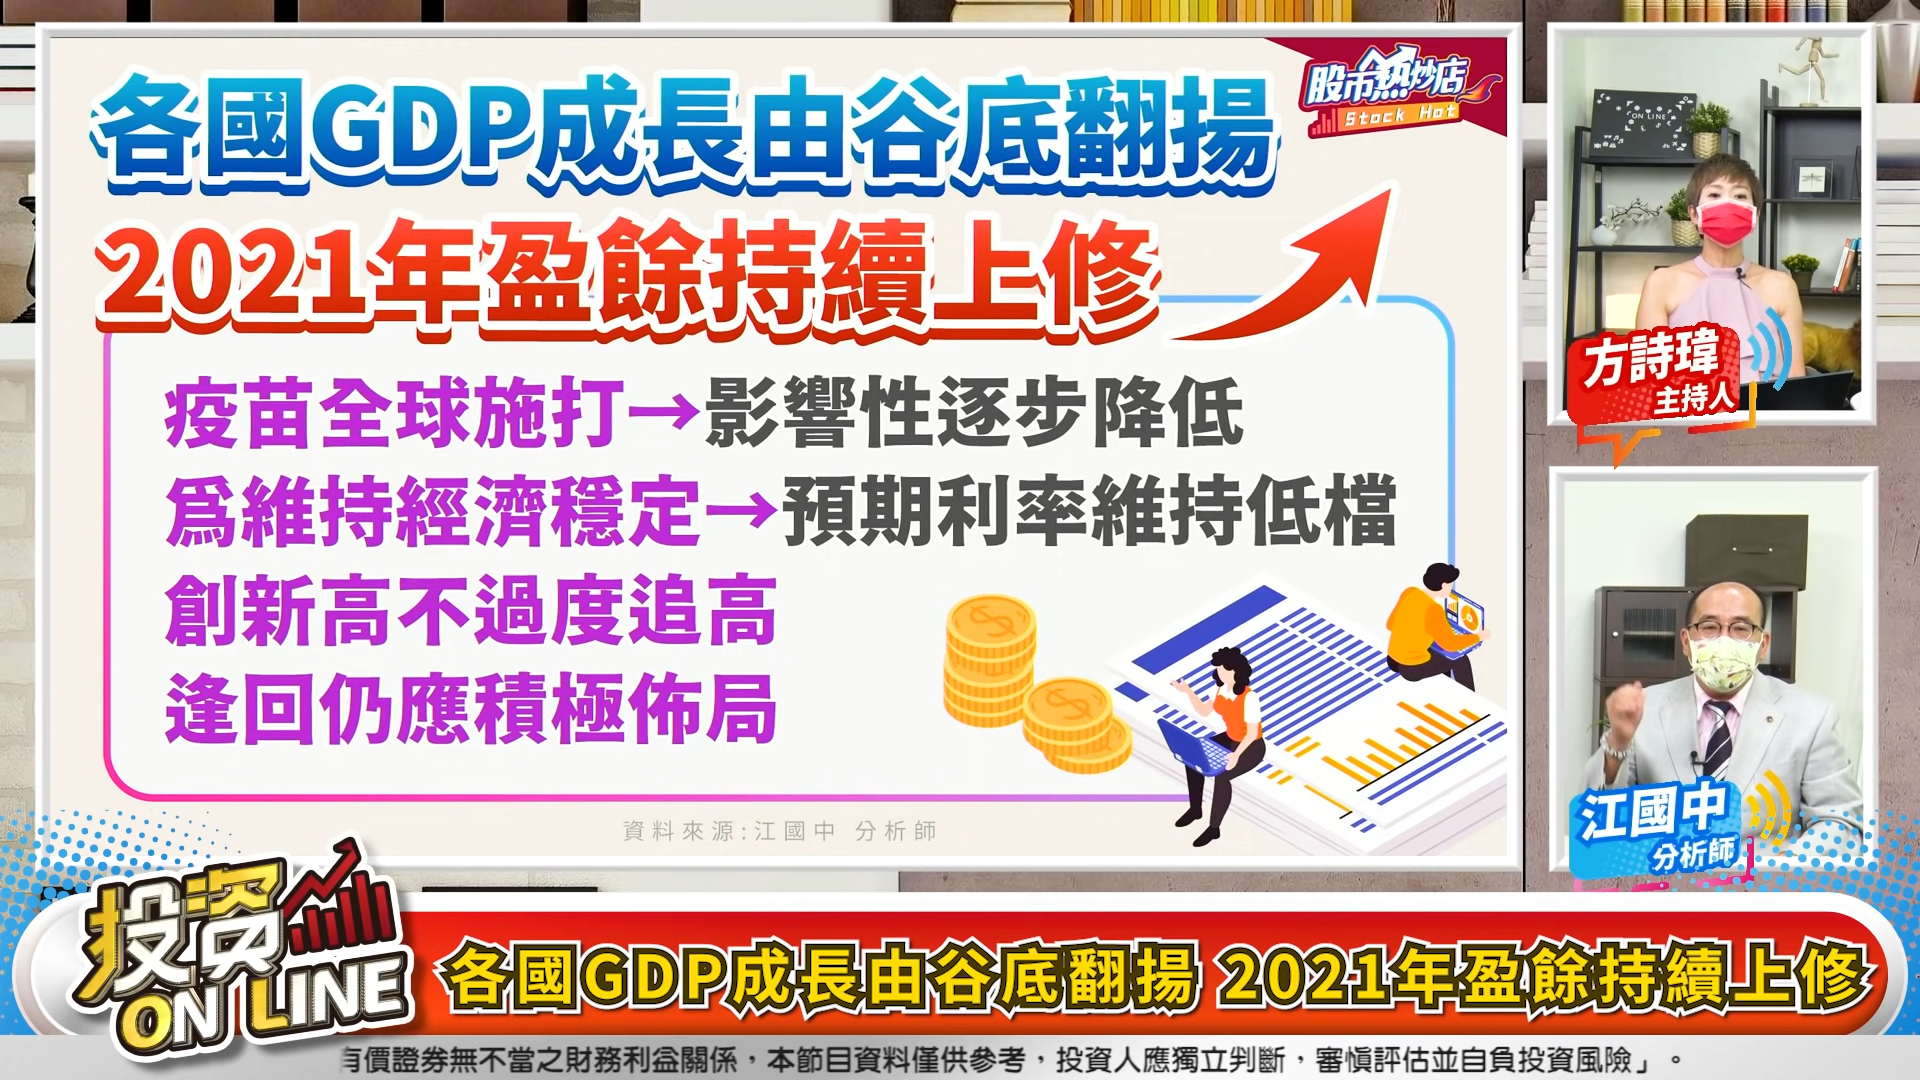 各國GDP成長由谷底翻揚
2021年盈餘持續上修
疫苗全球施打→影響性逐步降低
爲維持經濟穩定→預期利率維持低檔
創新高不過度追高
逢回仍應積極佈局
資料來源:江國中 分析師
股市熱炒店
Stock Hot
ON LINE
方詩瑋
主持人
江國中
分析師
投資
ON LINE
各國GDP成長由谷底翻揚 2021年盈餘持續上修
有價證券無不當之財務利益關係，本節目資料僅供參考，投資人應獨立判斷，審慎評估並自負投資風險」。